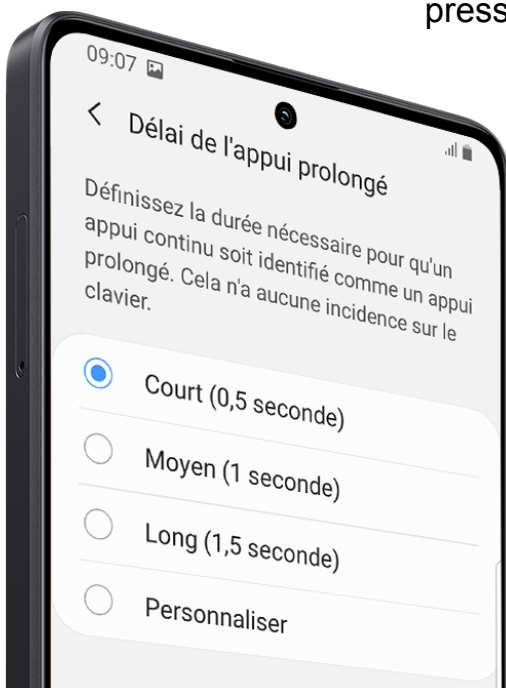 press
09:07
Délai de l'appui prolongé
Définissez la durée nécessaire pour qu'un
appui continu soit identifié comme un appui
prolongé. Cela n'a aucune incidence sur le
clavier.
Court (0,5 seconde)
Moyen (1 seconde)
Long (1,5 seconde)
Personnaliser